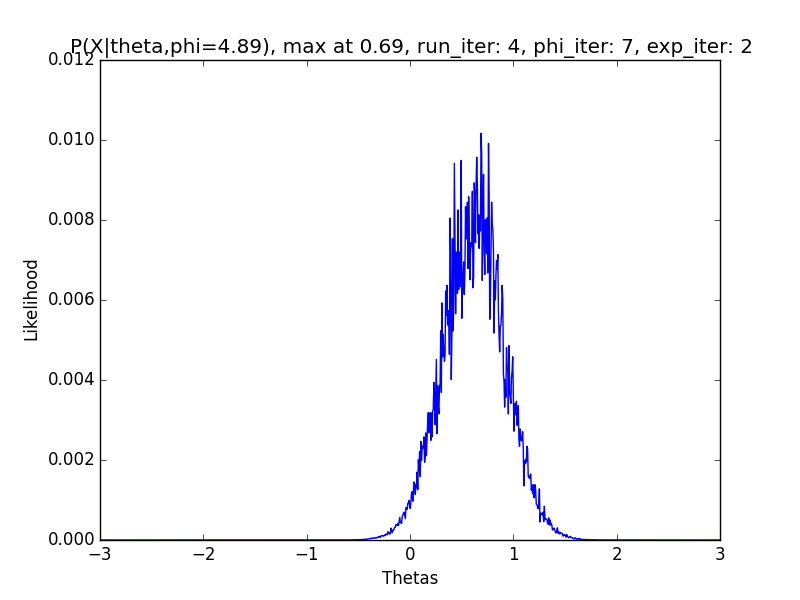 P(X|theta,phi=4.89), max at 0.69, run_iter: 4, phi_iter: 7, exp_iter: 2
0.012
0.010
0.008
0.006
0.004
0.002
0.000
Likelihood
−3 −2 −1 0 1 2 3
Thetas